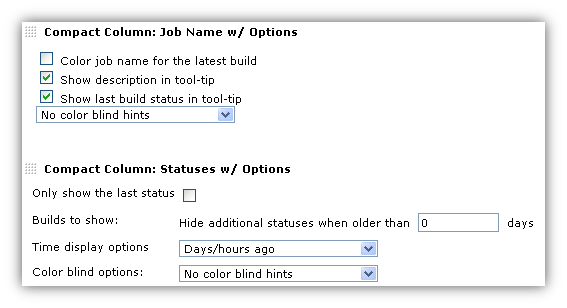 Compact Column: Job Name w/ Options
Color job name for the latest build
Show description in tool-tip
Show last build status in tool-tip
No color blind hints
Compact Column: Statuses w/ Options
Only show the last status
Builds to show: Hide additional statuses when older than 0 days
Time display options Days/hours ago
Color blind options: No color blind hints